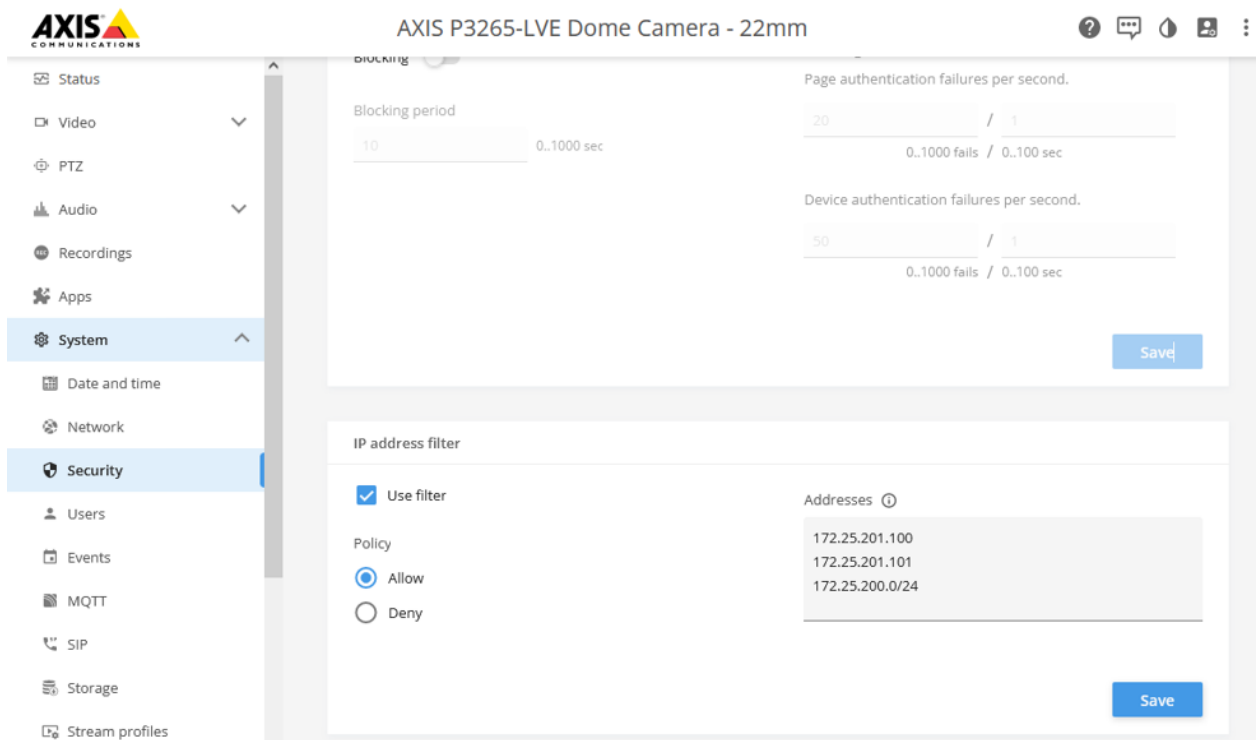 AXIS
COMMUNICATIONS
AXIS P3265-LVE Dome Camera - 22mm
Status
Video
PTZ
Audio
Recordings
Apps
System
Date and time
Network
Security
Users
Events
MQTT
SIP
Storage
Stream profiles
Blocking
Blocking period
10 0..1000 sec
Page authentication failures per second.
20 / 1
0..1000 fails / 0..100 sec
Device authentication failures per second.
50 / 1
0..1000 fails / 0..100 sec
Save
IP address filter
Use filter
Policy
Allow
Deny
Addresses
172.25.201.100
172.25.201.101
172.25.200.0/24
Save